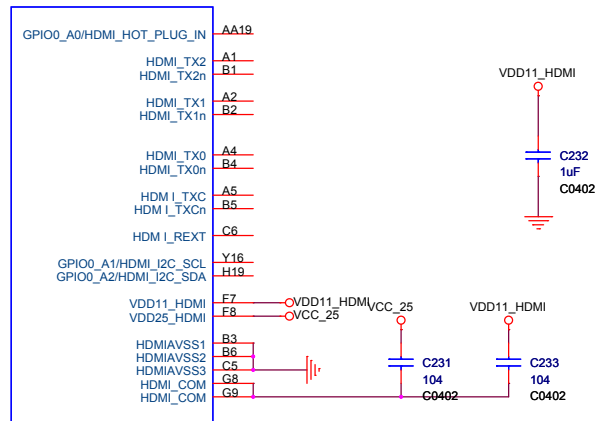 GPIO0_A0/HDMI_HOT_PLUG_IN AA19
HDMI_TX2 A1
HDMI_TX2n B1
HDMI_TX1 A2
HDMI_TX1n B2
HDMI_TX0 A4
HDMI_TX0n B4
HDM I_TXC A5
HDM I_TXCn B5
HDM I_REXT C6
GPIO0_A1/HDMI_I2C_SCL Y16
GPIO0_A2/HDMI_I2C_SDA H19
VDD11_HDMI F7 VDD11_HDMI
VDD25_HDMI F8 VCC_25
HDMIAVSS1 B3
HDMIAVSS2 B6
HDMIAVSS3 C5
HDMI_COM G8
HDMI_COM G9
VDD11_HDMI
C232
1uF
C0402
VCC_25
C231
104
C0402
VDD11_HDMI
C233
104
C0402